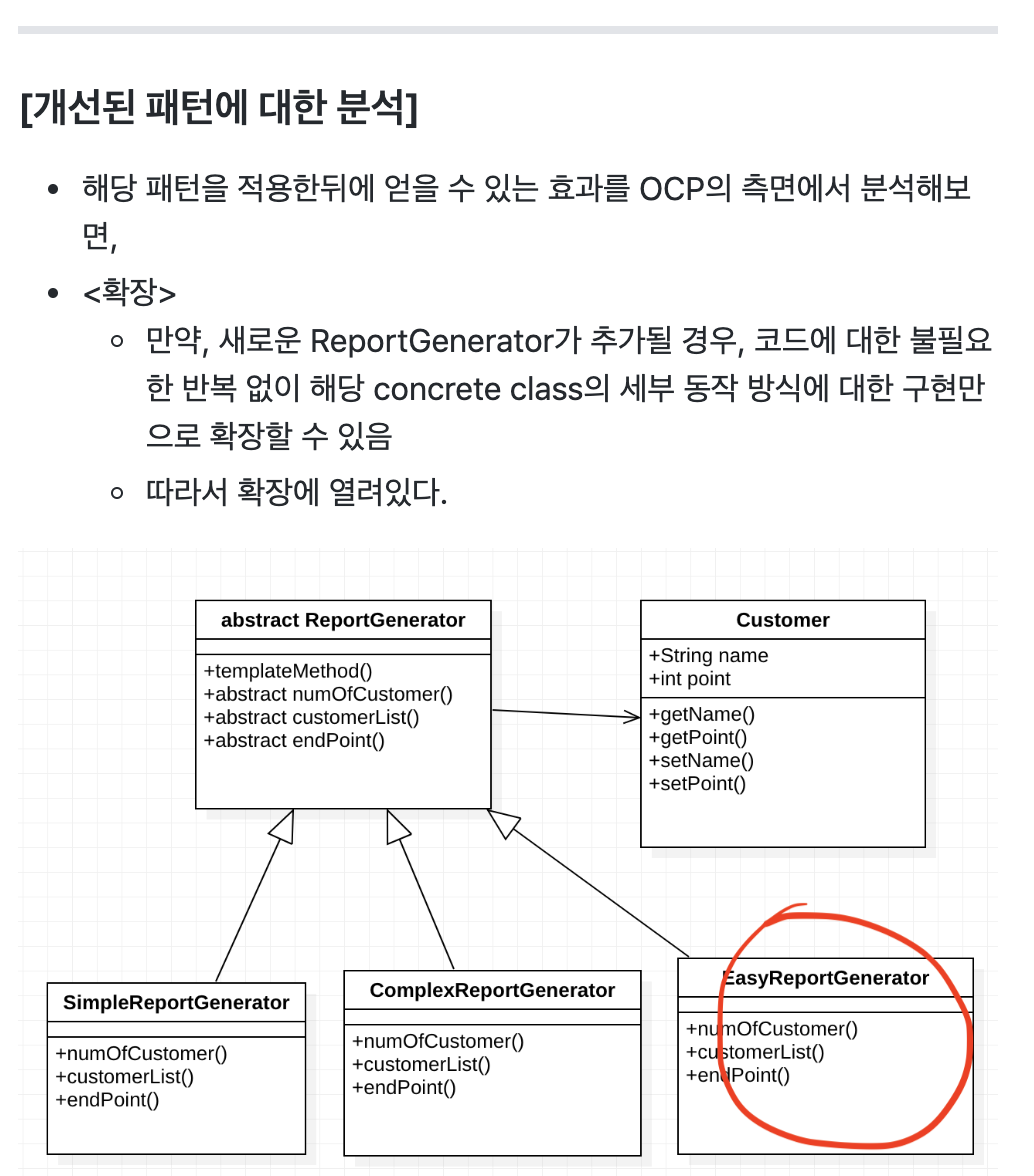 [개선된 패턴에 대한 분석]
해당 패턴을 적용한뒤에 얻을 수 있는 효과를 OCP의 측면에서 분석해보
면,
<확장>
만약, 새로운 ReportGenerator가 추가될 경우, 코드에 대한 불필요
한 반복 없이 해당 concrete class의 세부 동작 방식에 대한 구현만
으로 확장할 수 있음
따라서 확장에 열려있다.
abstract ReportGenerator
+templateMethod()
+abstract numOfCustomer()
+abstract customerList()
+abstract endPoint()
Customer
+String name
+int point
+getName()
+getPoint()
+setName()
+setPoint()
SimpleReportGenerator
+numOfCustomer()
+customerList()
+endPoint()
ComplexReportGenerator
+numOfCustomer()
+customerList()
+endPoint()
EasyReportGenerator
+numOfCustomer()
+customerList()
+endPoint()